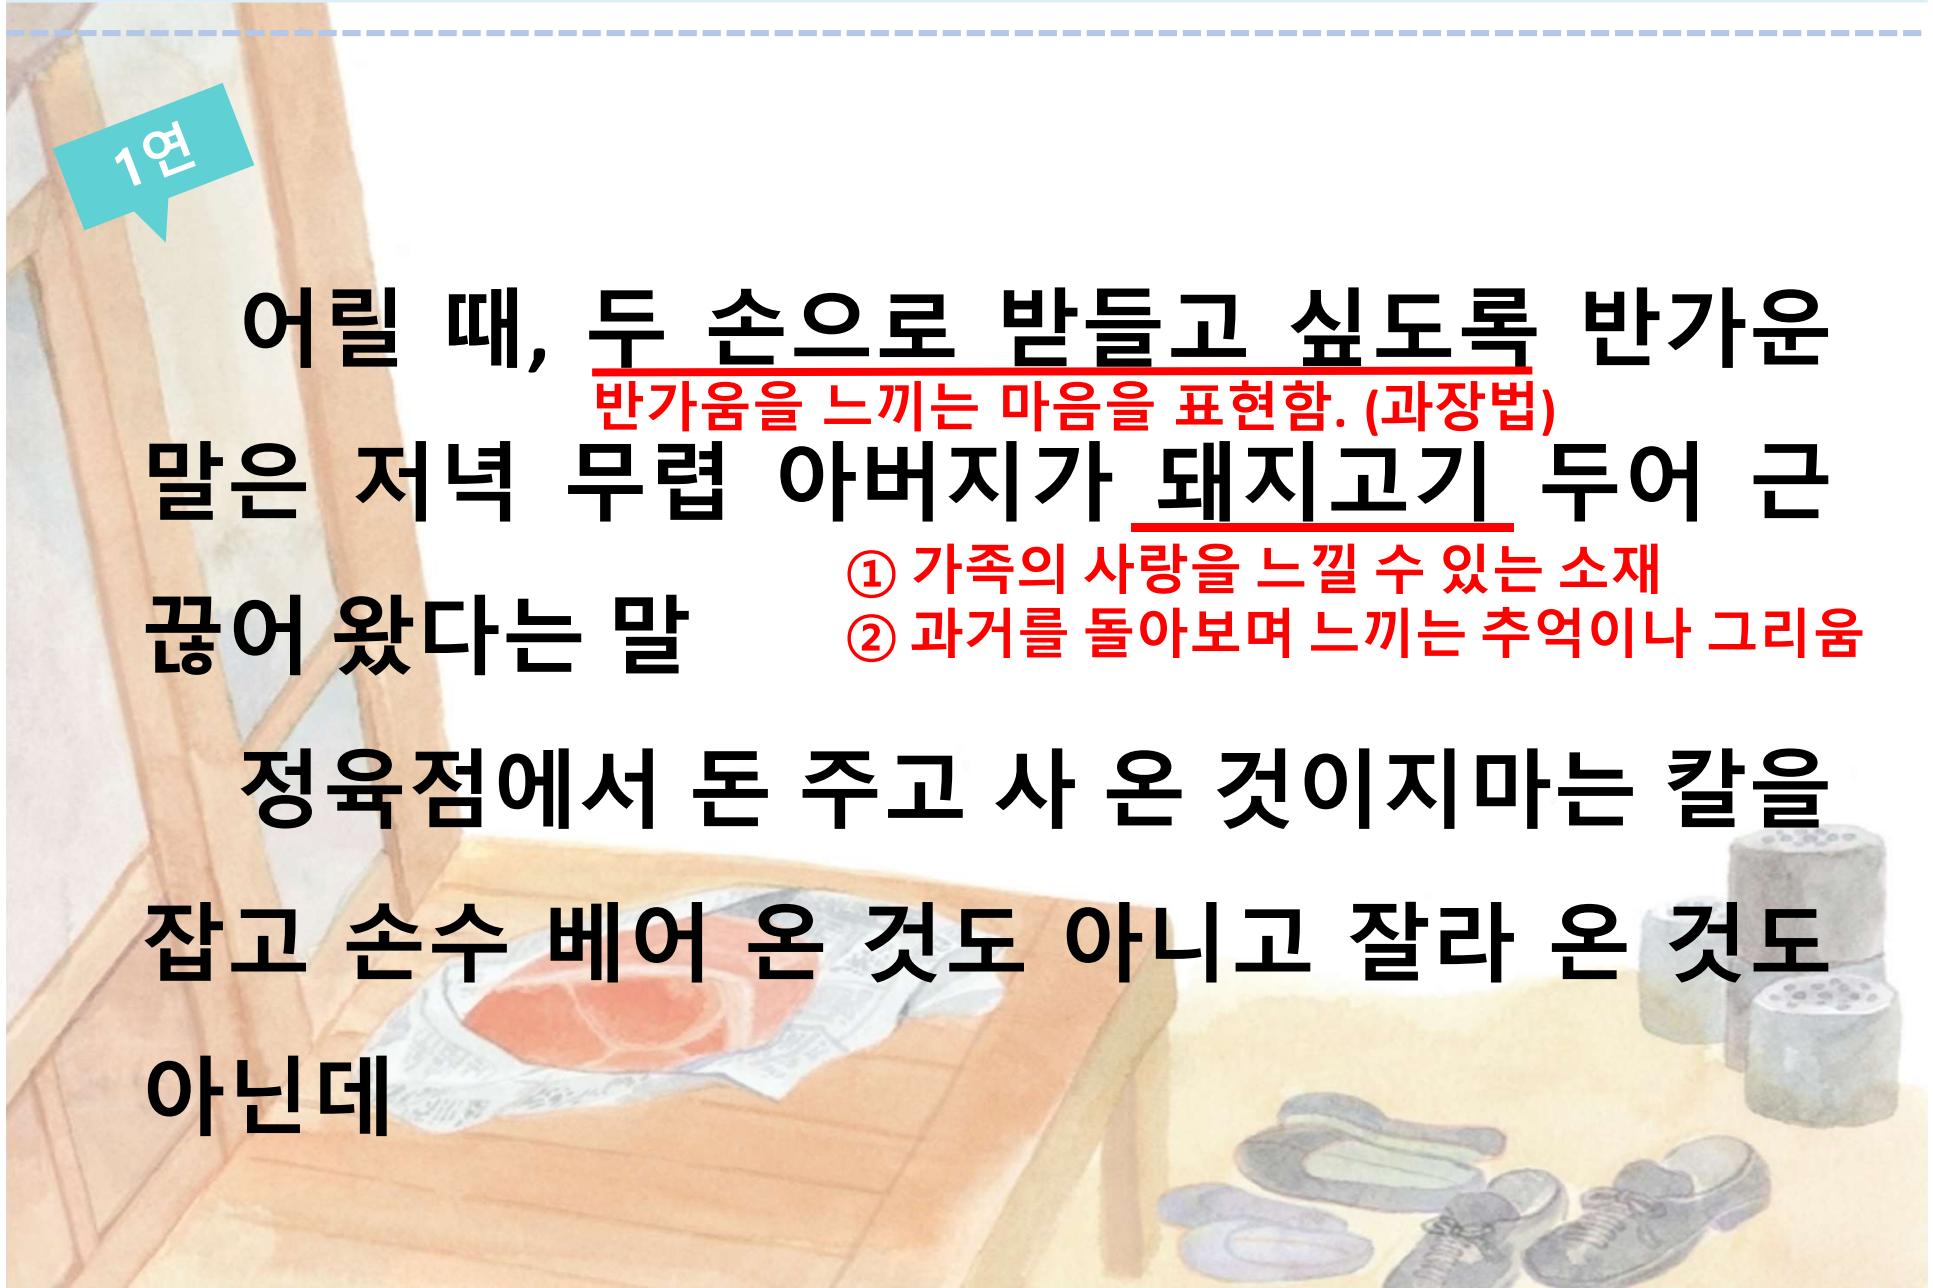 1연
어릴 때, 두 손으로 받들고 싶도록 반가운
반가움을 느끼는 마음을 표현함. (과장법)
말은 저녁 무렵 아버지가 돼지고기 두어 근
① 가족의 사랑을 느낄 수 있는 소재
② 과거를 돌아보며 느끼는 추억이나 그리움
끊어 왔다는 말
정육점에서 돈 주고 사 온 것이지마는 칼을
잡고 손수 베어 온 것도 아니고 잘라 온 것도
아닌데